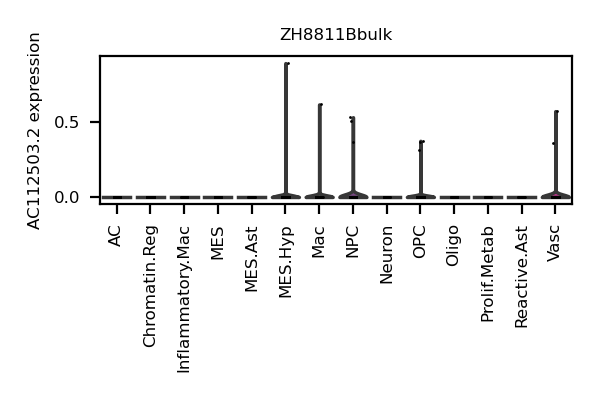 ZH8811Bbulk
AC112503.2 expression
0.5
0.0
AC
Chromatin.Reg
Inflammatory.Mac
MES
MES.Ast
MES.Hyp
Mac
NPC
Neuron
OPC
Oligo
Prolif.Metab
Reactive.Ast
Vasc